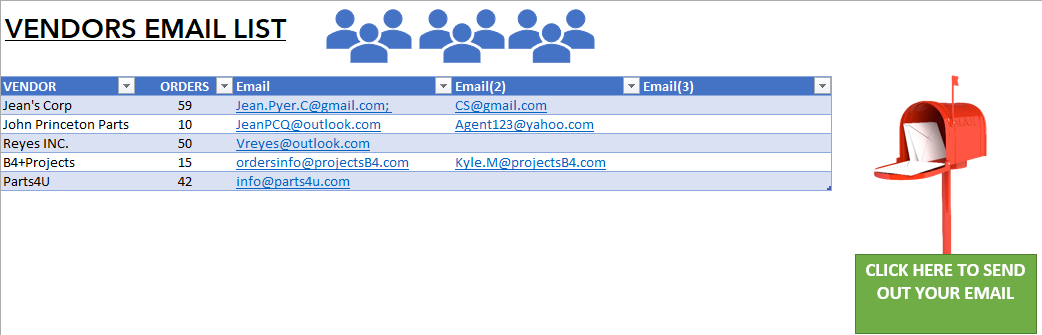 VENDORS EMAIL LIST
VENDOR ORDERS Email Email(2) Email(3)
Jean's Corp 59 Jean.Pyer.C@gmail.com; CS@gmail.com
John Princeton Parts 10 JeanPCQ@outlook.com Agent123@yahoo.com
Reyes INC. 50 Vreyes@outlook.com
B4+Projects 15 ordersinfo@projectsB4.com Kyle.M@projectsB4.com
Parts4U 42 info@parts4u.com
CLICK HERE TO SEND
OUT YOUR EMAIL